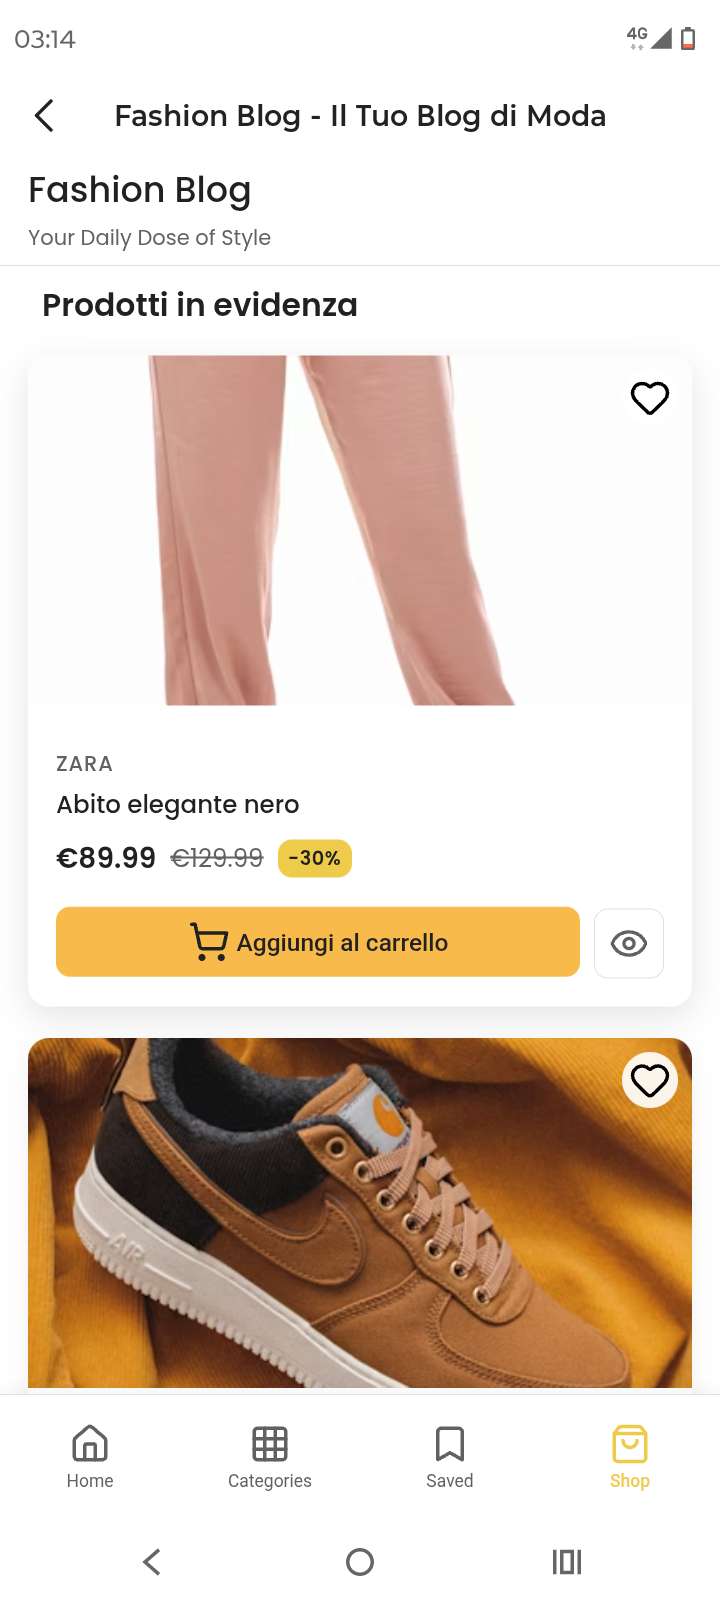 03:14
4G
Fashion Blog - Il Tuo Blog di Moda
Fashion Blog
Your Daily Dose of Style
Prodotti in evidenza
ZARA
Abito elegante nero
€89.99 €129.99 -30%
Aggiungi al carrello
AIR
Home
Categories
Saved
Shop